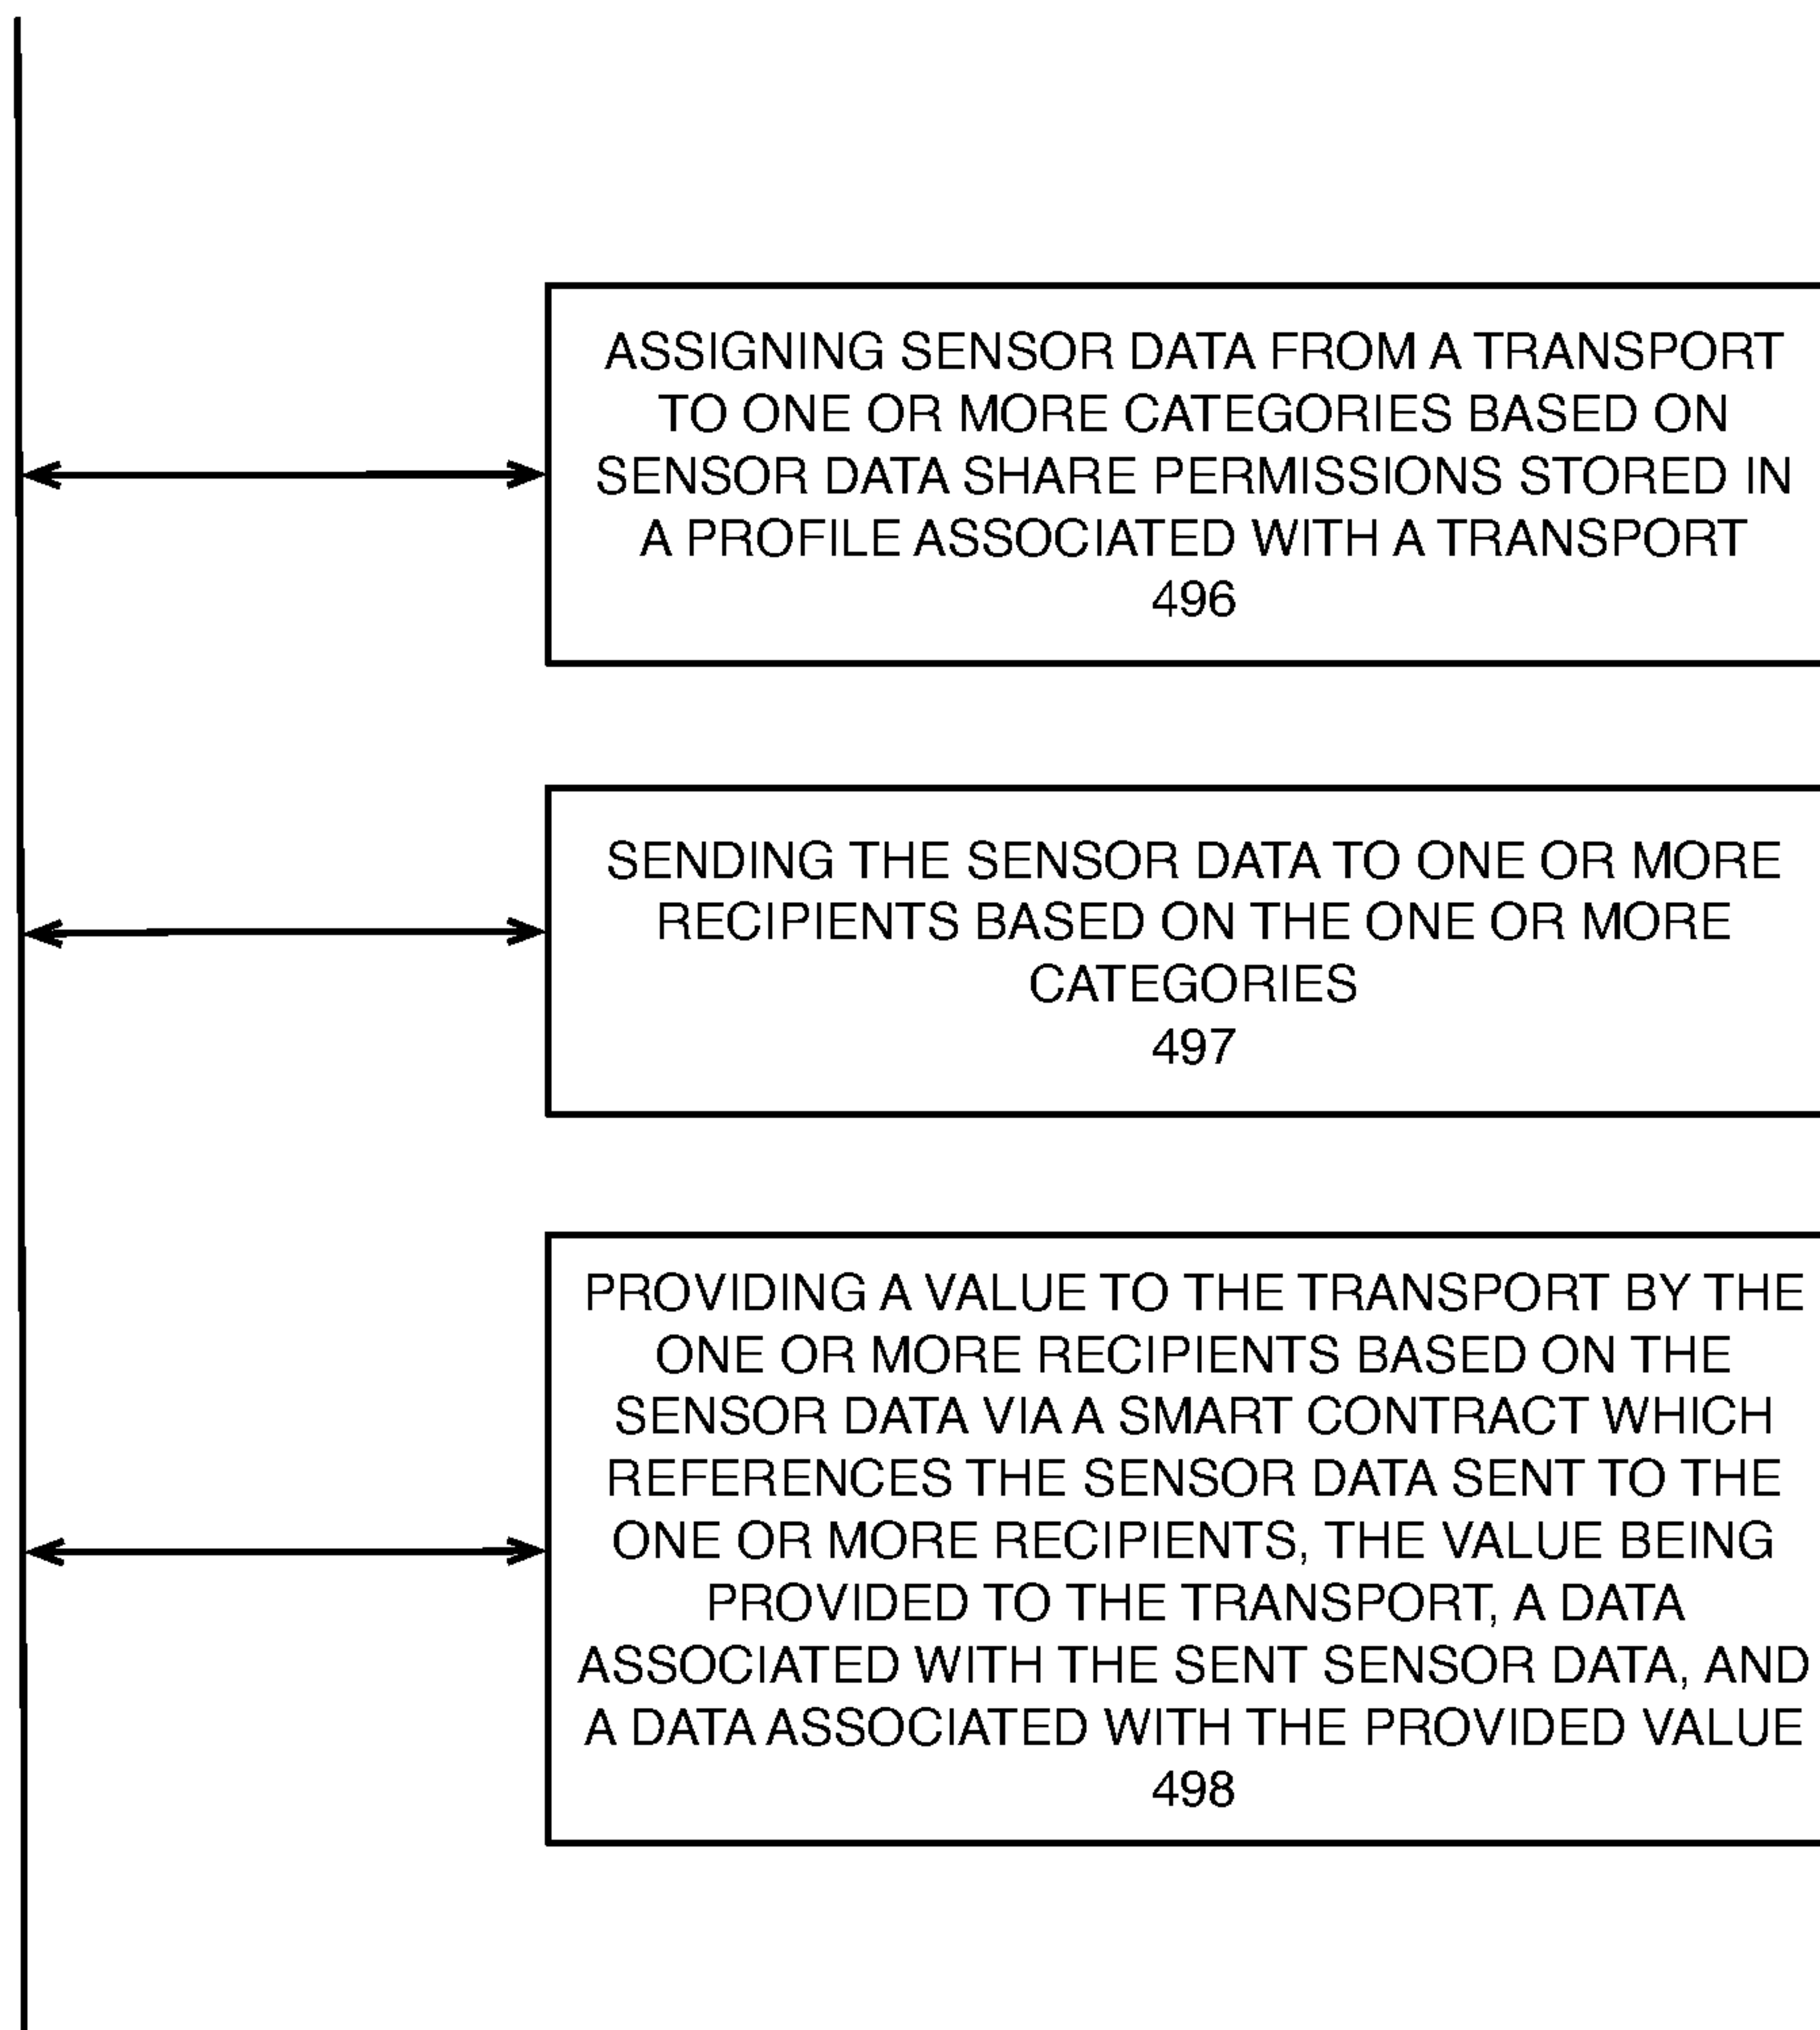 ASSIGNING SENSOR DATA FROM A TRANSPORT
TO ONE OR MORE CATEGORIES BASED ON
SENSOR DATA SHARE PERMISSIONS STORED IN
A PROFILE ASSOCIATED WITH A TRANSPORT
496
SENDING THE SENSOR DATA TO ONE OR MORE
RECIPIENTS BASED ON THE ONE OR MORE
CATEGORIES
497
PROVIDING A VALUE TO THE TRANSPORT BY THE
ONE OR MORE RECIPIENTS BASED ON THE
SENSOR DATA VIA A SMART CONTRACT WHICH
REFERENCES THE SENSOR DATA SENT TO THE
ONE OR MORE RECIPIENTS, THE VALUE BEING
PROVIDED TO THE TRANSPORT, A DATA
ASSOCIATED WITH THE SENT SENSOR DATA, AND
A DATA ASSOCIATED WITH THE PROVIDED VALUE
498